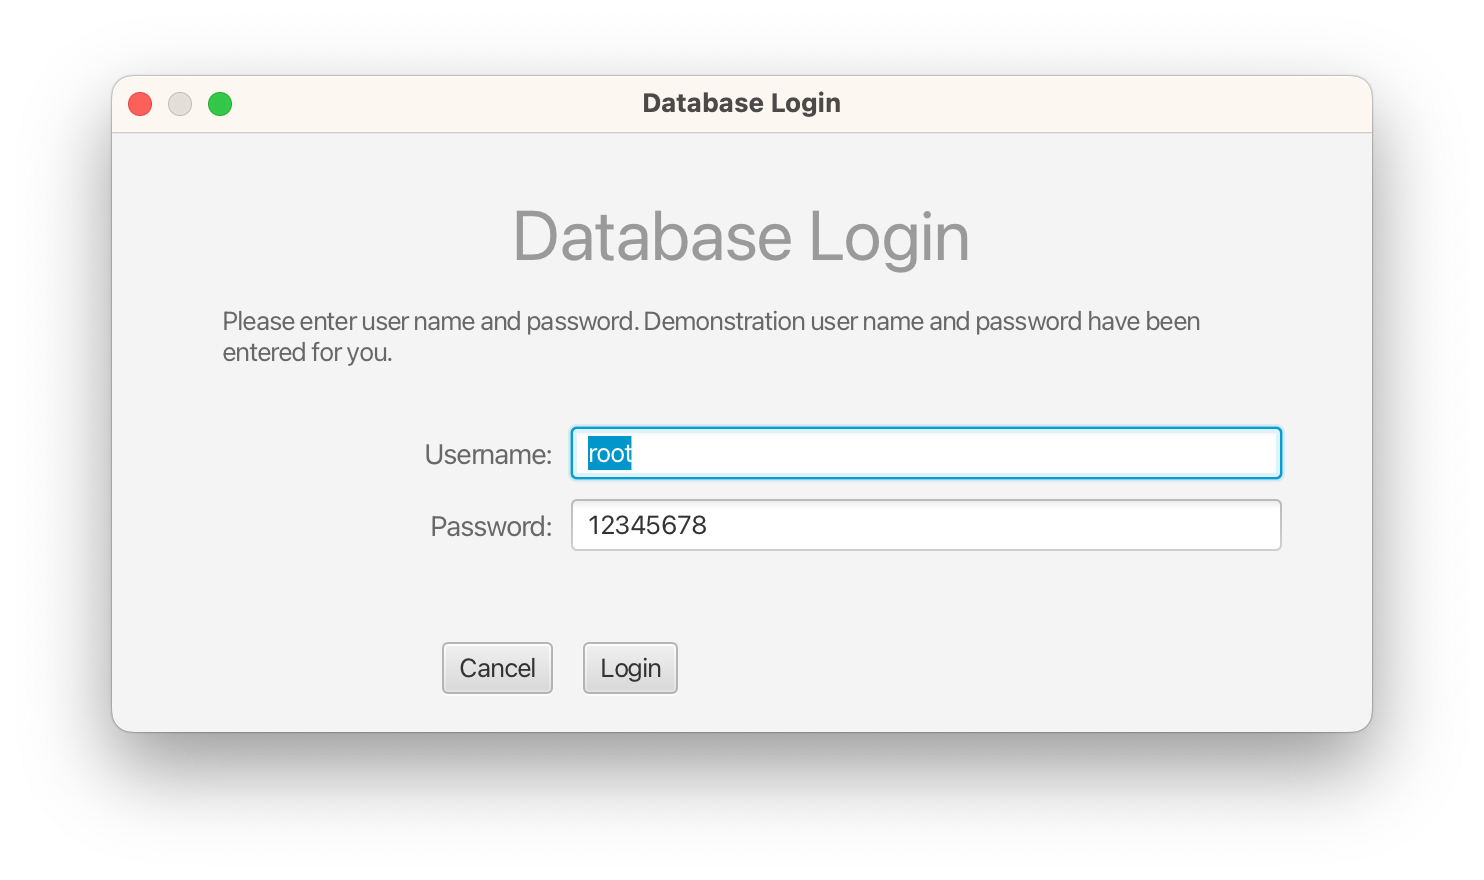 Database Login
Database Login
Please enter user name and password. Demonstration user name and password have been
entered for you.
Username: root
Password: 12345678
Cancel Login